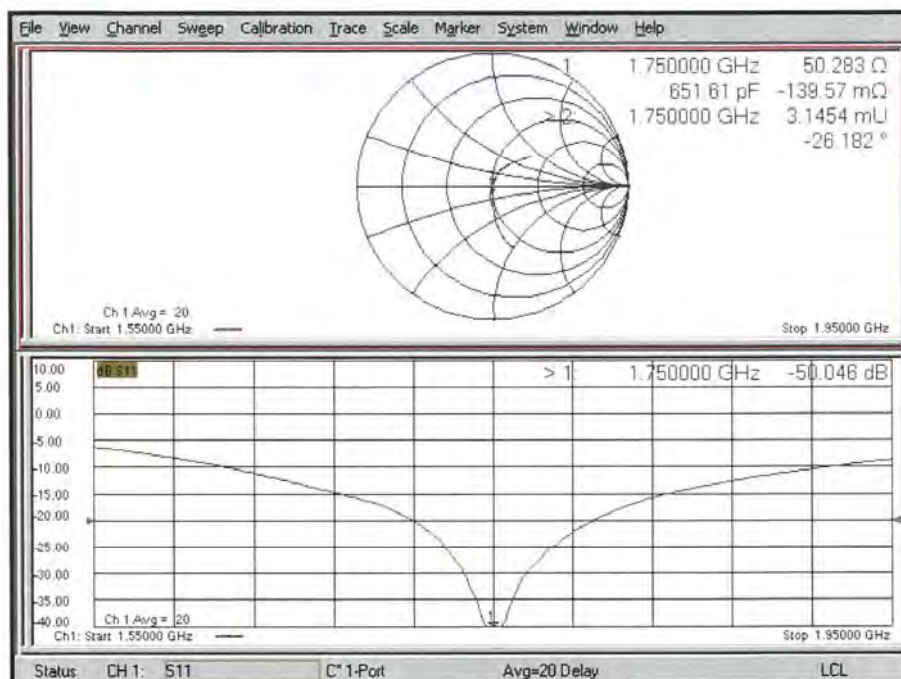 File View Channel Sweep Calibration Trace Scale Marker System Window Help
1 1.750000 GHz 50.283 Ω
651.61 pF -139.57 mΩ
> 2: 1.750000 GHz 3.1454 mU
-26.182 °
Ch 1 Avg = 20
Ch1: Start 1.55000 GHz Stop 1.95000 GHz
10.00 dB S11 > 1: 1.750000 GHz -50.046 dB
5.00
0.00
-5.00
-10.00
-15.00
-20.00
-25.00
-30.00
-35.00
-40.00 Ch 1 Avg = 20 1
Ch1: Start 1.55000 GHz Stop 1.95000 GHz
Status CH 1: S11 C* 1-Port Avg=20 Delay LCL